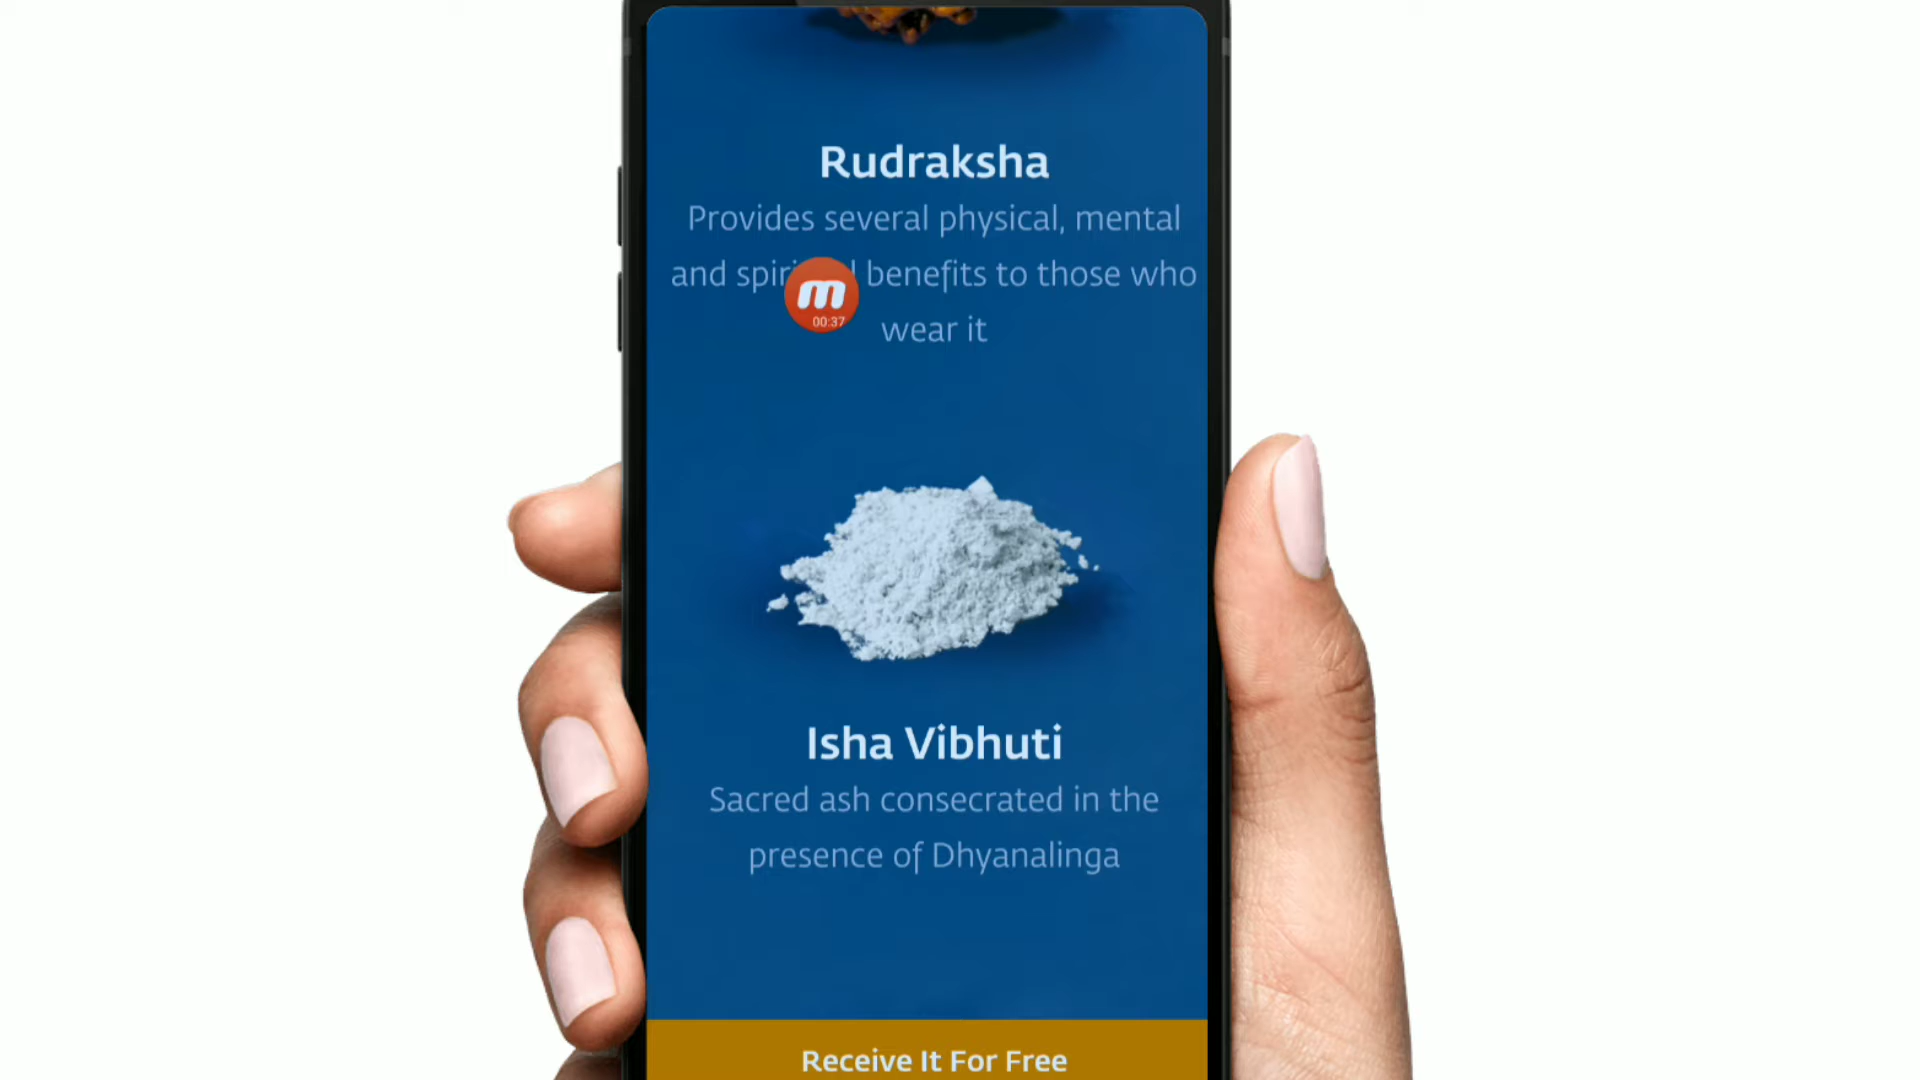 Rudraksha
Provides several physical, mental
and benefits to those who
m
00:37
wear it
Isha Vibhuti
Sacred ash consecrated in the
presence of Dhyanalinga
Receive It For Free